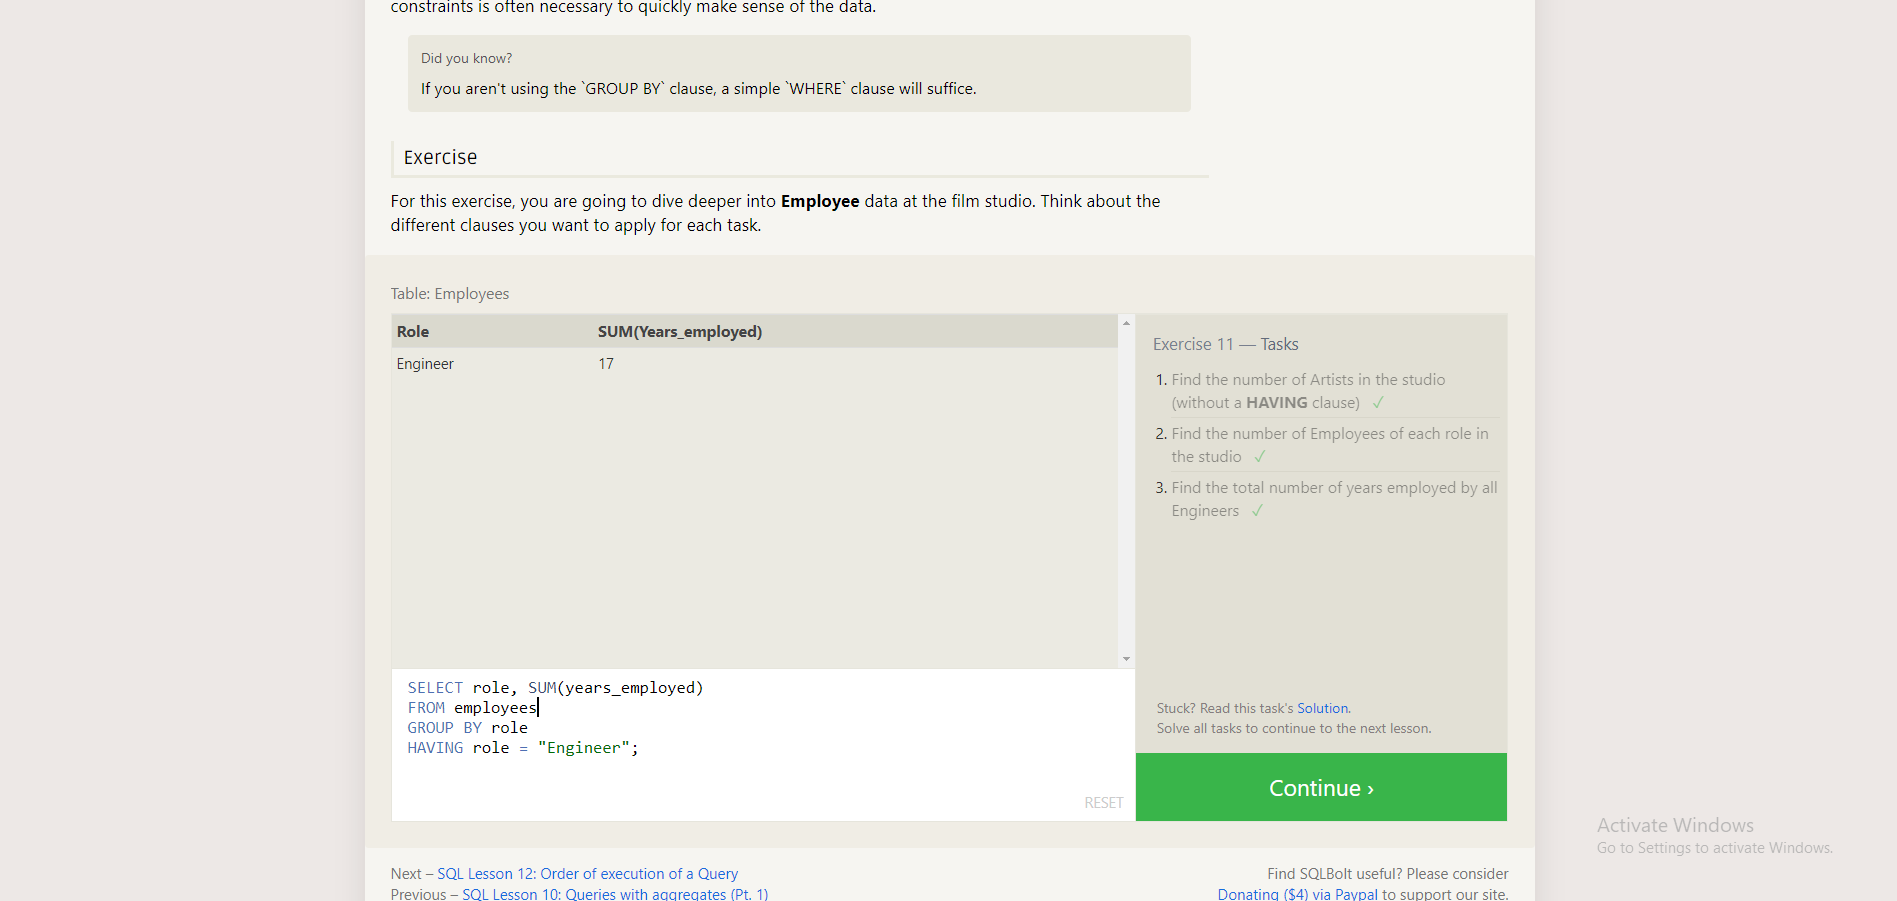 constraints is often necessary to quickly make sense of the data.
Did you know?
If you aren't using the `GROUP BY` clause, a simple `WHERE` clause will suffice.
Exercise
For this exercise, you are going to dive deeper into Employee data at the film studio. Think about the
different clauses you want to apply for each task.
Table: Employees
Role SUM(Years_employed)
Engineer 17
SELECT role, SUM(years_employed)
FROM employees
GROUP BY role
HAVING role = "Engineer";
RESET
Exercise 11 — Tasks
1. Find the number of Artists in the studio
(without a HAVING clause) ✓
2. Find the number of Employees of each role in
the studio ✓
3. Find the total number of years employed by all
Engineers ✓
Stuck? Read this task's Solution.
Solve all tasks to continue to the next lesson.
Continue ›
Next – SQL Lesson 12: Order of execution of a Query
Previous – SQL Lesson 10: Queries with aggregates (Pt. 1)
Find SQLBolt useful? Please consider
Donating ($4) via Paypal to support our site.
Activate Windows
Go to Settings to activate Windows.